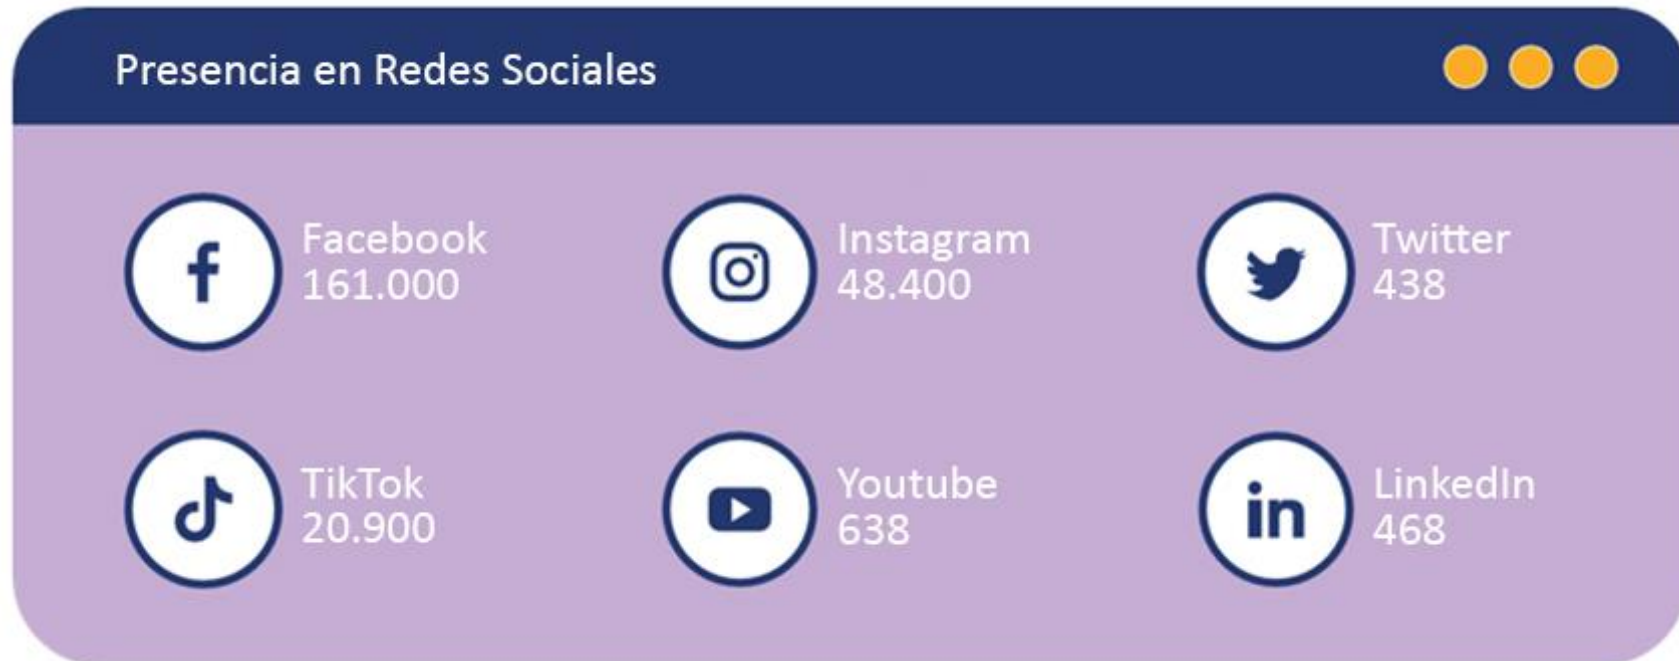 Presencia en Redes Sociales
Facebook
161.000
Instagram
48.400
Twitter
438
TikTok
20.900
Youtube
638
LinkedIn
468